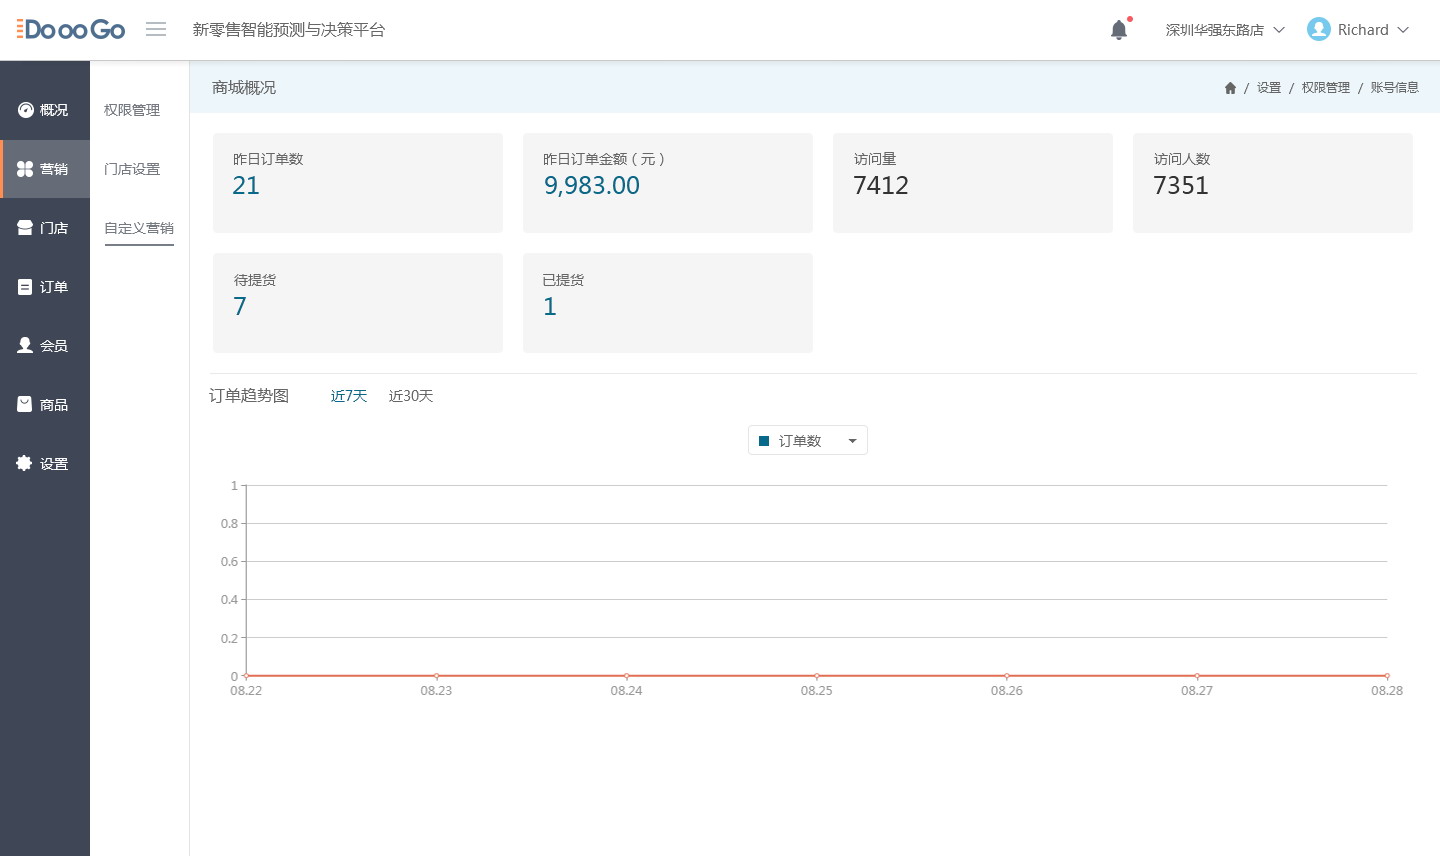 DoooGo
新零售智能预测与决策平台
深圳华强东路店
Richard
概况
营销
门店
订单
会员
商品
设置
权限管理
门店设置
自定义营销
商城概况
/ 设置 / 权限管理 / 账号信息
昨日订单数
21
昨日订单金额（元）
9,983.00
访问量
7412
访问人数
7351
待提货
7
已提货
1
订单趋势图 近7天 近30天
订单数
1
0.8
0.6
0.4
0.2
0
08.22 08.23 08.24 08.25 08.26 08.27 08.28